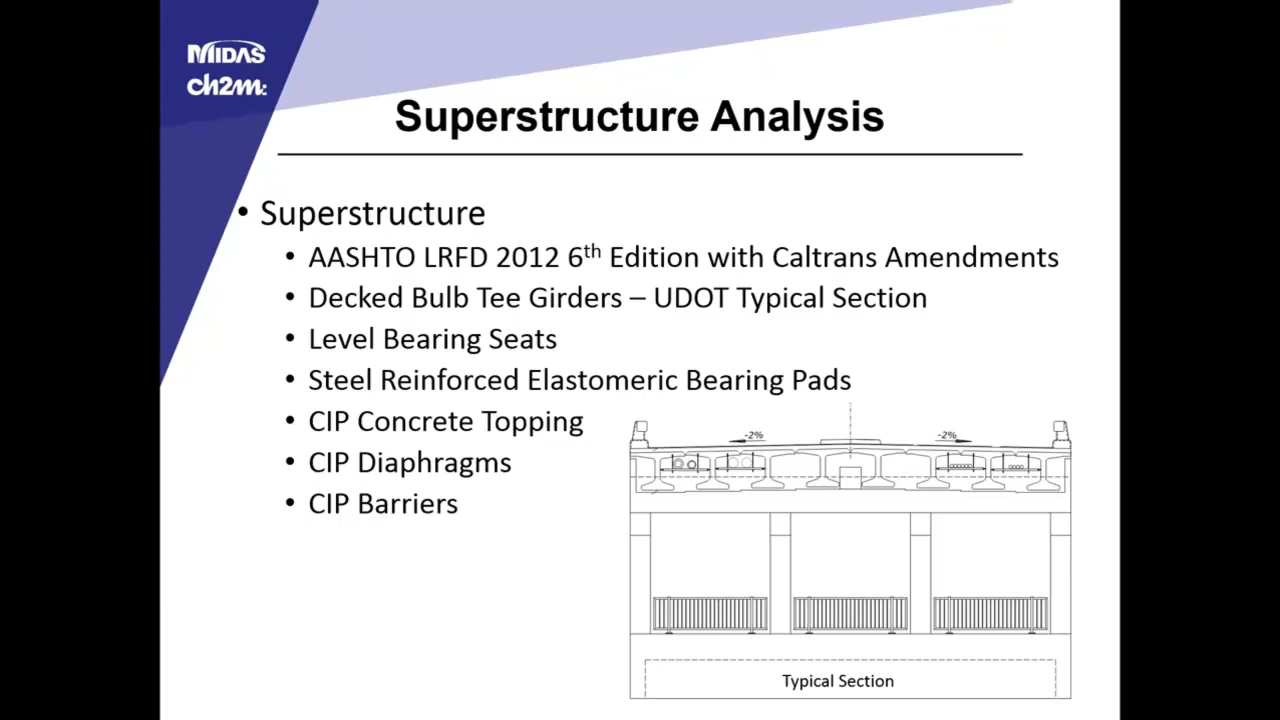 MIDAS
ch2m:
Superstructure Analysis
• Superstructure
• AASHTO LRFD 2012 6th Edition with Caltrans Amendments
• Decked Bulb Tee Girders – UDOT Typical Section
• Level Bearing Seats
• Steel Reinforced Elastomeric Bearing Pads
• CIP Concrete Topping
• CIP Diaphragms
• CIP Barriers
-2% -2%
Typical Section